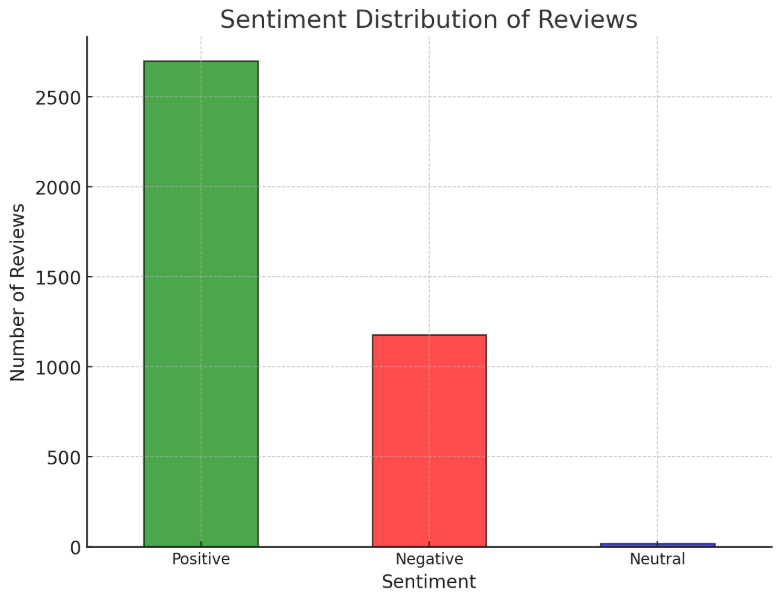 Sentiment Distribution of Reviews
Number of Reviews
2500
2000
1500
1000
500
0
Positive Negative Neutral
Sentiment